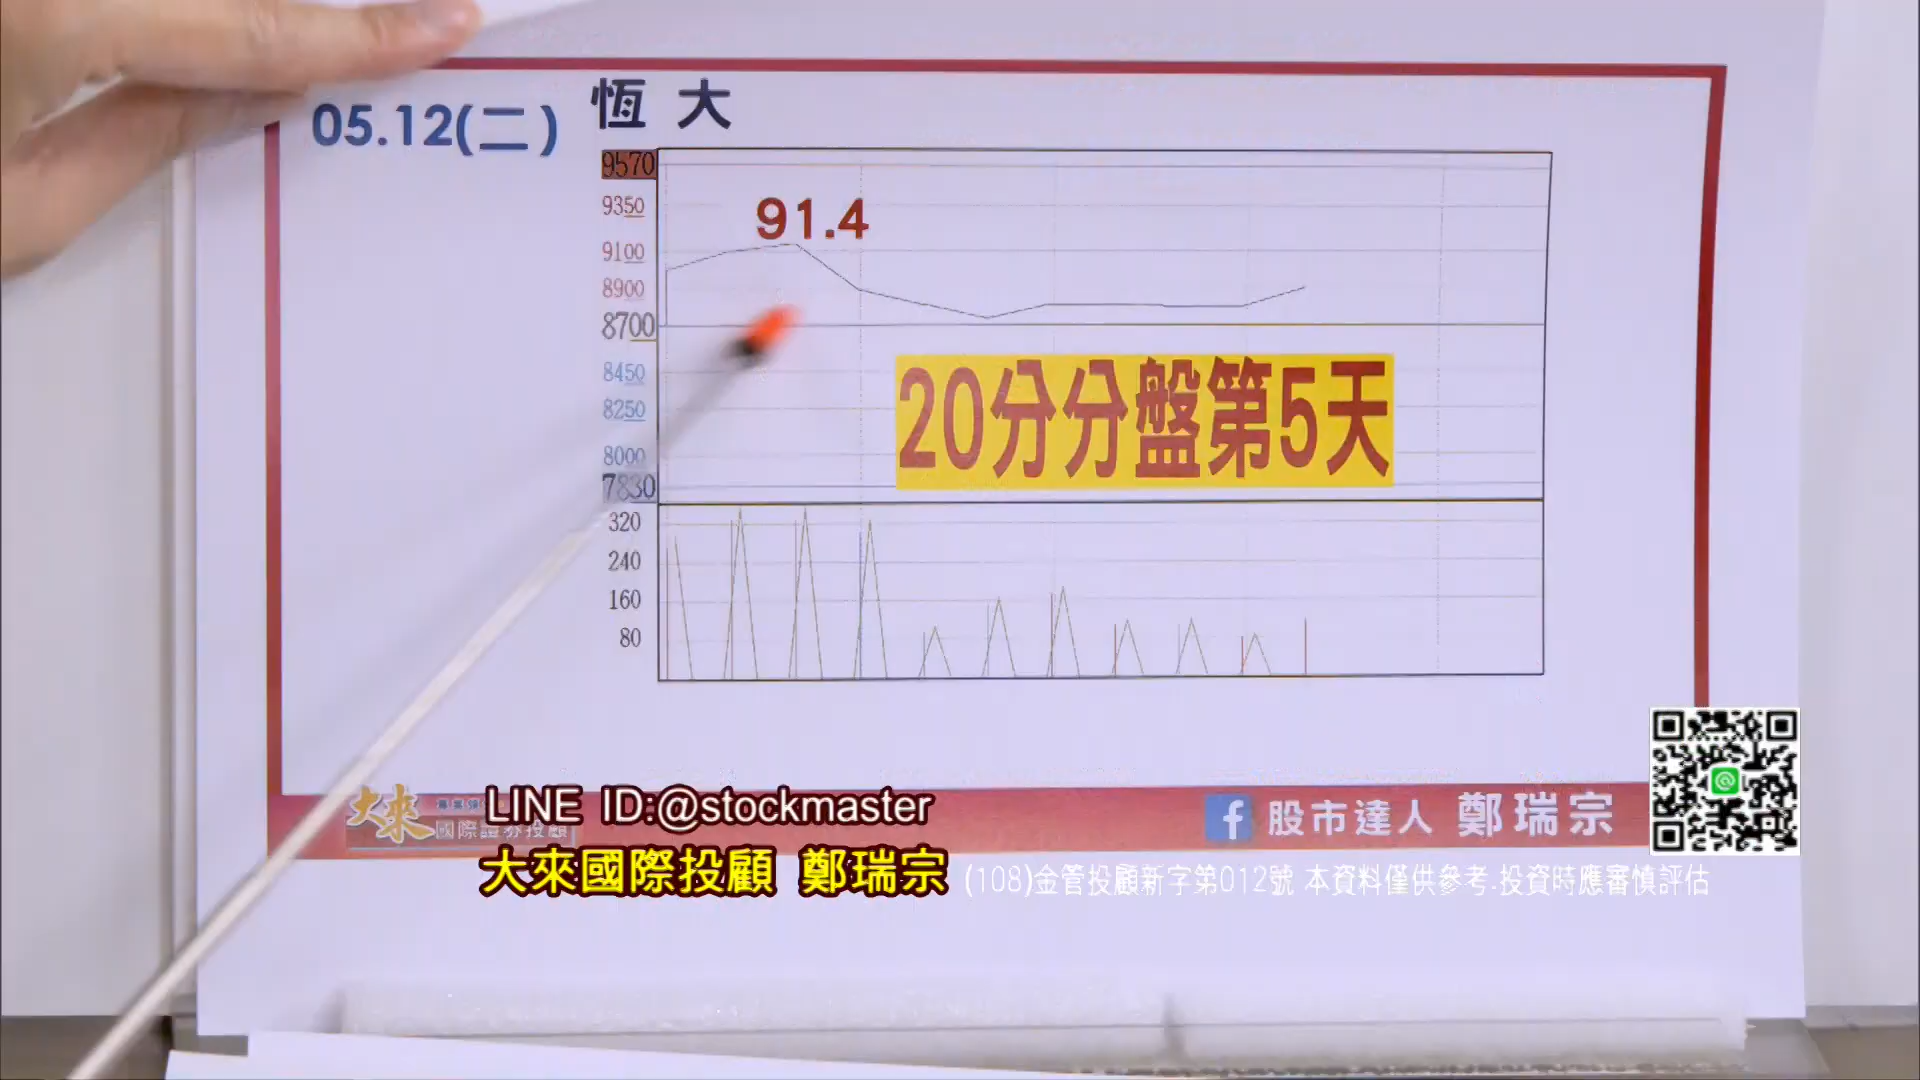 05.12(二)
恆大
9570
9350
91.4
9100
8900
8700
8450
8250
8000
7830
20分分盤第5天
320
240
160
80
大來
國際證券投顧
LINE ID:@stockmaster
股市達人 鄭瑞宗
大來國際投顧 鄭瑞宗
(108)金管投顧新字第012號 本資料僅供參考.投資時應審慎評估